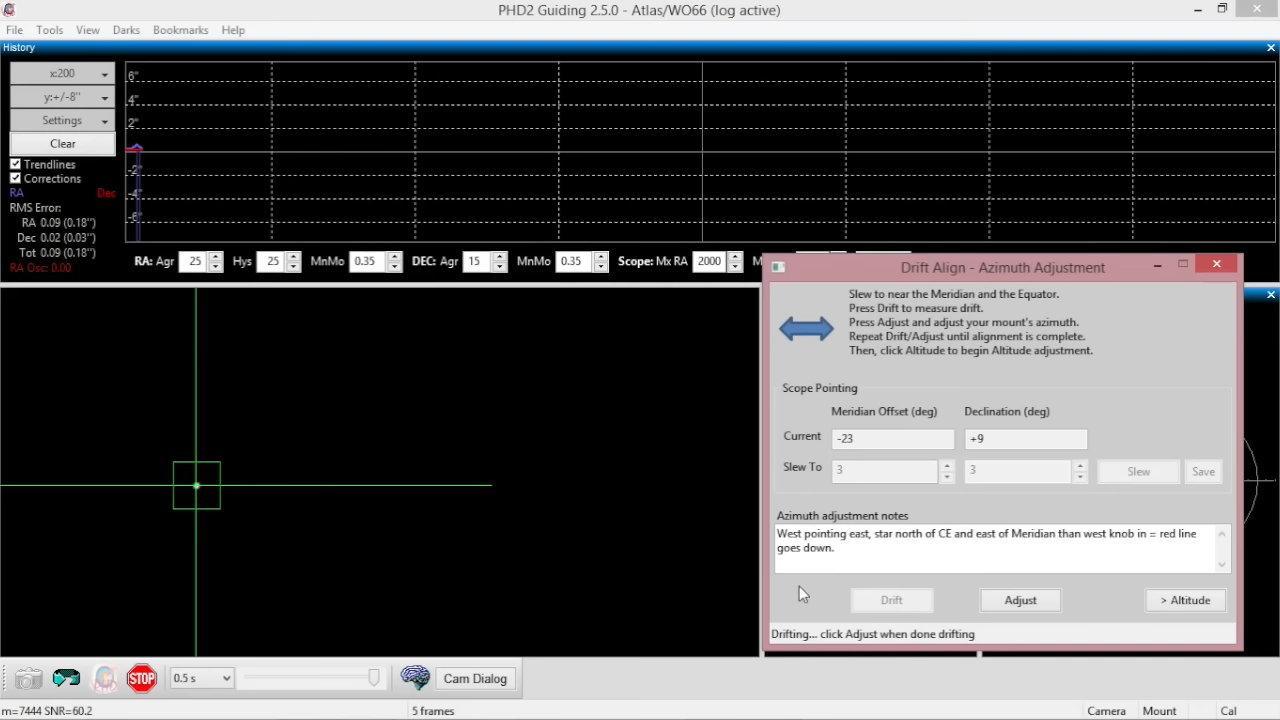 PHD2 Guiding 2.5.0 - Atlas/WO66 (log active)
File Tools View Darks Bookmarks Help
History
x:200
y:+/-8"
Settings
Clear
Trendlines
Corrections
RA Dec
RMS Error:
RA 0.09 (0.18")
Dec 0.02 (0.03")
Tot 0.09 (0.18")
RA Osc: 0.00
6"
4"
2"
-2"
-4"
-6"
RA: Agr 25 Hys 25 MnMo 0.35 DEC: Agr 15 MnMo 0.35 Scope: Mx RA 2000
Drift Align - Azimuth Adjustment
Slew to near the Meridian and the Equator.
Press Drift to measure drift.
Press Adjust and adjust your mount's azimuth.
Repeat Drift/Adjust until alignment is complete.
Then, click Altitude to begin Altitude adjustment.
Scope Pointing
Meridian Offset (deg) Declination (deg)
Current -23 +9
Slew To 3 3 Slew Save
Azimuth adjustment notes
West pointing east, star north of CE and east of Meridian than west knob in = red line
goes down.
Drift Adjust > Altitude
Drifting... click Adjust when done drifting
STOP 0.5 s Cam Dialog
m=7444 SNR=60.2 5 frames Camera Mount Cal